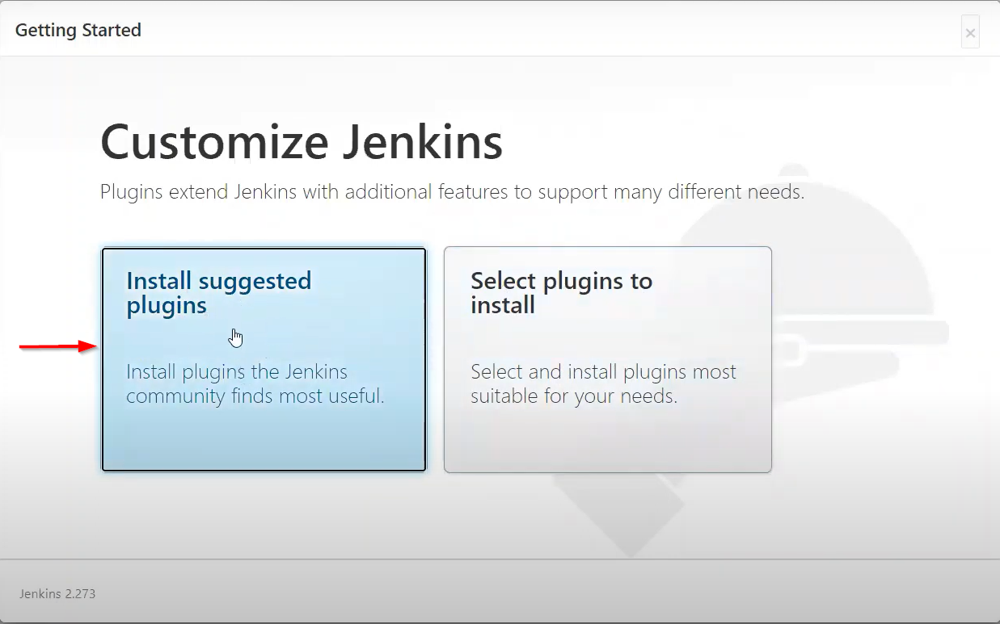 Getting Started
×
Customize Jenkins
Plugins extend Jenkins with additional features to support many different needs.
Install suggested
plugins
Install plugins the Jenkins
community finds most useful.
Select plugins to
install
Select and install plugins most
suitable for your needs.
Jenkins 2.273